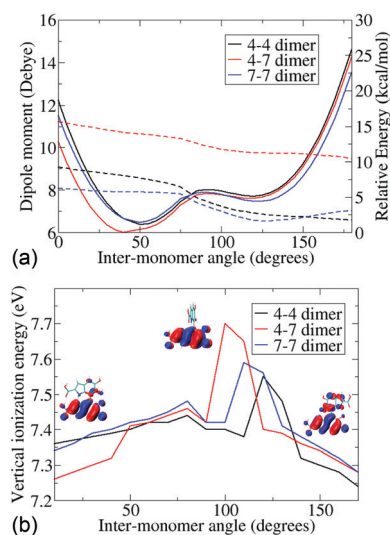 16
14
12
10
8
6
Dipole moment (Debye)
4-4 dimer
4-7 dimer
7-7 dimer
30
25
20
15
10
5
0
Relative Energy (kcal/mol)
0 50 100 150
Inter-monomer angle (degrees)
(a)
7.7
7.6
7.5
7.4
7.3
7.2
Vertical ionization energy (eV)
4-4 dimer
4-7 dimer
7-7 dimer
0 50 100 150
Inter-monomer angle (degrees)
(b)